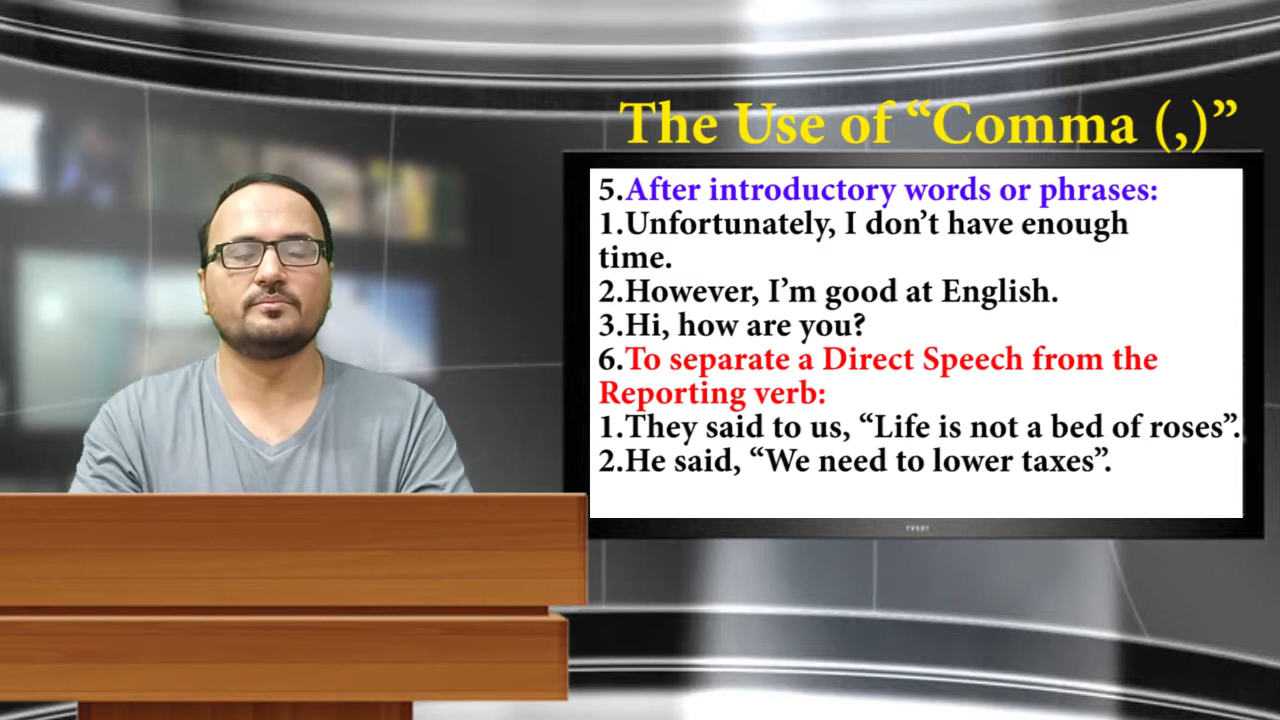 The Use of “Comma (,)”
5.After introductory words or phrases:
1.Unfortunately, I don’t have enough
time.
2.However, I’m good at English.
3.Hi, how are you?
6.To separate a Direct Speech from the
Reporting verb:
1.They said to us, “Life is not a bed of roses”.
2.He said, “We need to lower taxes”.